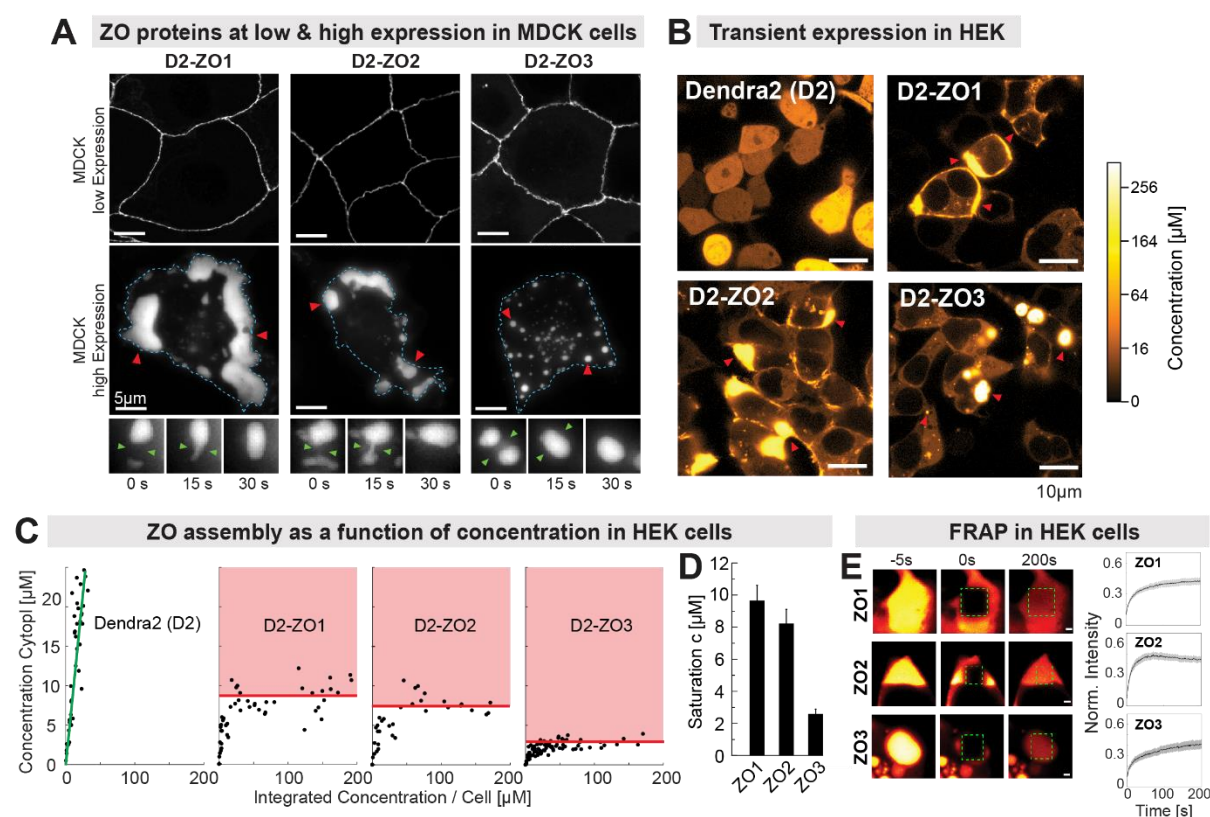 A ZO proteins at low & high expression in MDCK cells
D2-ZO1 D2-ZO2 D2-ZO3
MDCK
low Expression
MDCK
high Expression
5μm
0 s 15 s 30 s 0 s 15 s 30 s 0 s 15 s 30 s
B Transient expression in HEK
Dendra2 (D2) D2-ZO1
D2-ZO2 D2-ZO3
10μm
256
164
64
16
0
Concentration [μM]
C ZO assembly as a function of concentration in HEK cells
Concentration Cytopl [μM]
20
15
10
5
0
Dendra2 (D2) D2-ZO1 D2-ZO2 D2-ZO3
0 200 0 100 200 0 100 200 0 100 200
Integrated Concentration / Cell [μM]
D
Saturation c [μM]
12
10
8
6
4
2
0
ZO1 ZO2 ZO3
E FRAP in HEK cells
-5s 0s 200s
ZO1
ZO2
ZO3
Norm. Intensity
0.6 ZO1
0.3
0
0.6 ZO2
0.3
0
0.6 ZO3
0.3
0
0 100 200
Time [s]